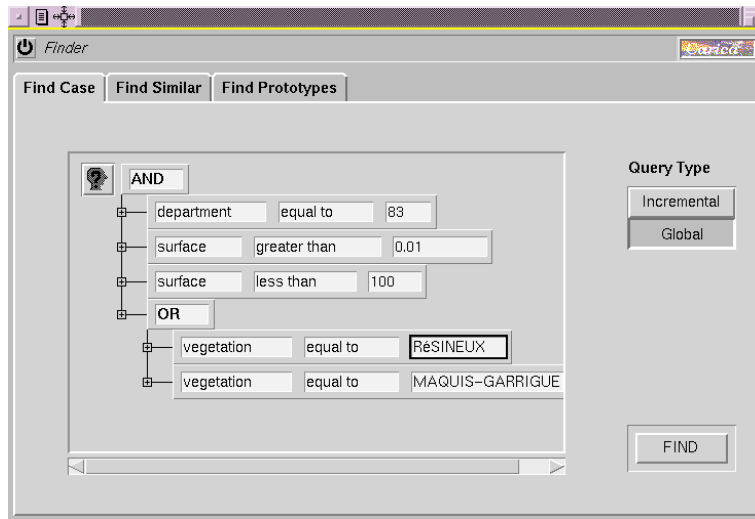 Finder
Carica
Find Case Find Similar Find Prototypes
AND
department equal to 83
surface greater than 0.01
surface less than 100
OR
vegetation equal to RéSINEUX
vegetation equal to MAQUIS-GARRIGUE
Query Type
Incremental
Global
FIND